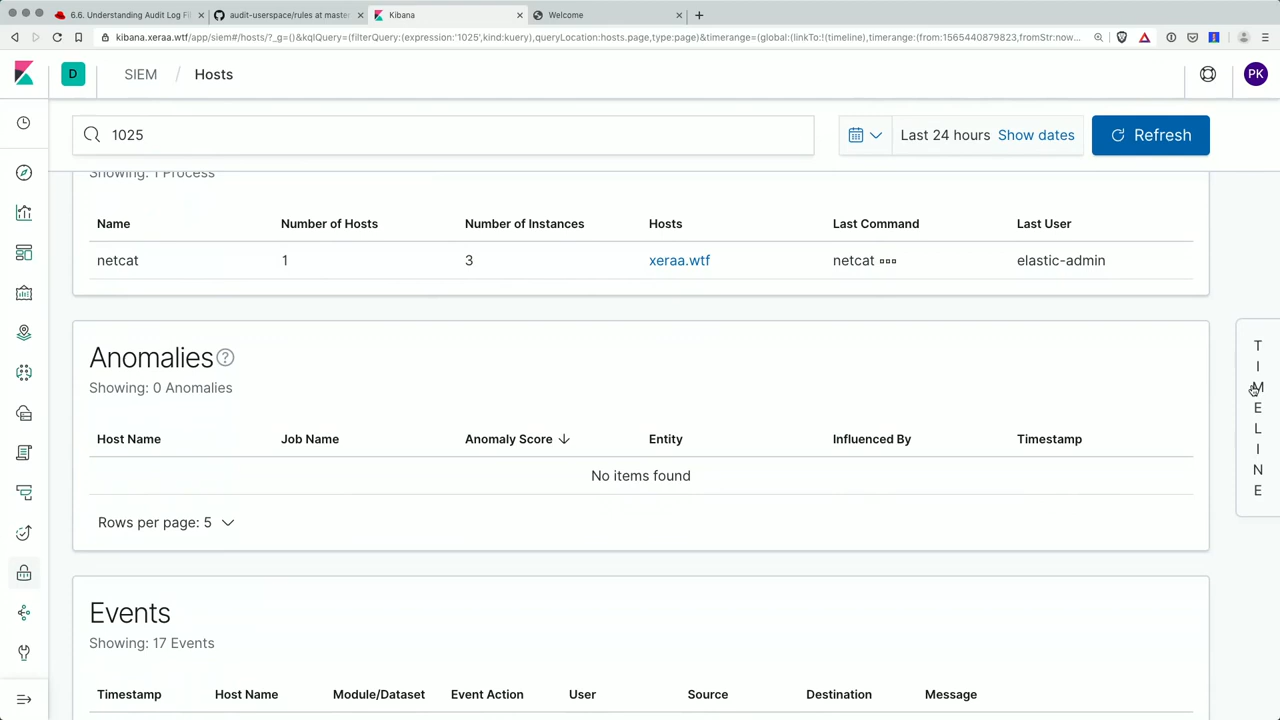 6.6. Understanding Audit Log Fi
audit-userspace/rules at master
Kibana
Welcome
kibana.xeraa.wtf/app/siem#/hosts/?_g=()&kqlQuery=(filterQuery:(expression:'1025',kind:kuery),queryLocation:hosts.page,type:page)&timerange=(global:(linkTo:!(timeline),timerange:(from:1565440879823,fromStr:now...
D
SIEM / Hosts
PK
1025
Last 24 hours Show dates
Refresh
Showing: 1 Process
Name Number of Hosts Number of Instances Hosts Last Command Last User
netcat 1 3 xeraa.wtf netcat elastic-admin
Anomalies
Showing: 0 Anomalies
Host Name Job Name Anomaly Score Entity Influenced By Timestamp
No items found
Rows per page: 5
TIMELINE
Events
Showing: 17 Events
Timestamp Host Name Module/Dataset Event Action User Source Destination Message